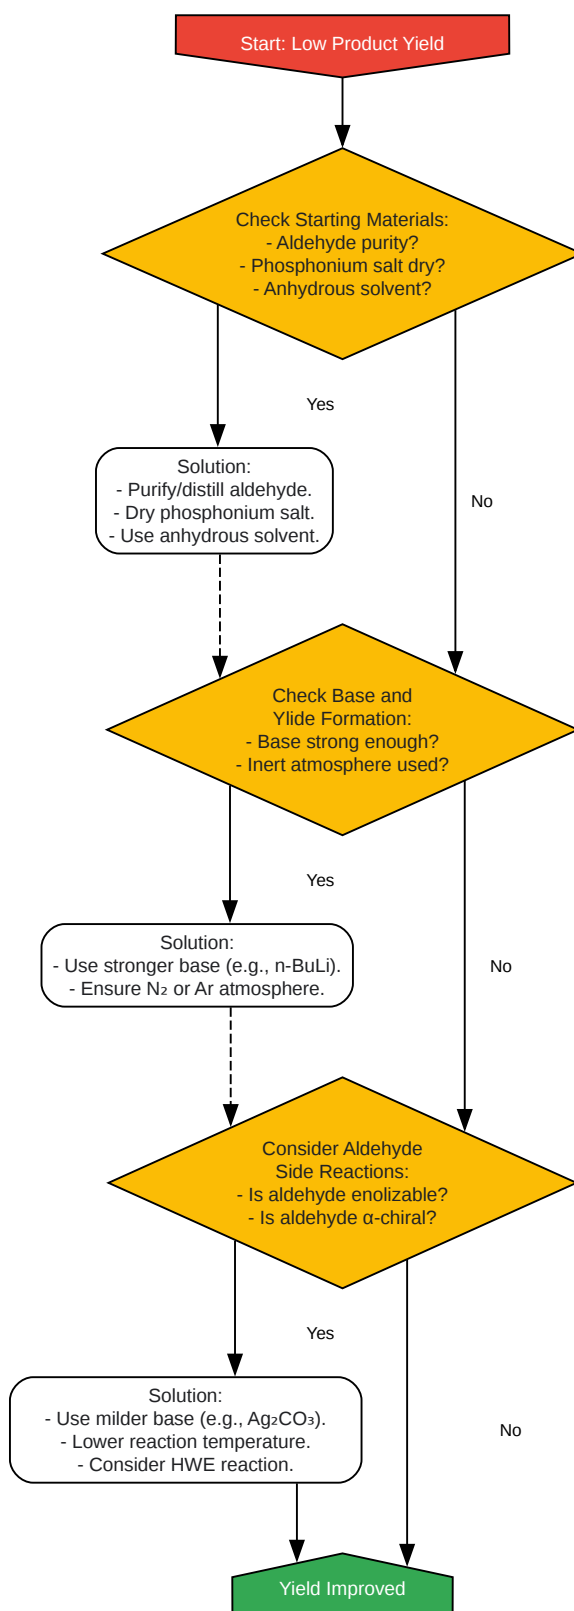 Start: Low Product Yield
Check Starting Materials:
- Aldehyde purity?
- Phosphonium salt dry?
- Anhydrous solvent?
Yes
Solution:
- Purify/distill aldehyde.
- Dry phosphonium salt.
- Use anhydrous solvent.
No
Check Base and
Ylide Formation:
- Base strong enough?
- Inert atmosphere used?
Yes
Solution:
- Use stronger base (e.g., n-BuLi).
- Ensure N₂ or Ar atmosphere.
No
Consider Aldehyde
Side Reactions:
- Is aldehyde enolizable?
- Is aldehyde α-chiral?
Yes
Solution:
- Use milder base (e.g., Ag₂CO₃).
- Lower reaction temperature.
- Consider HWE reaction.
No
Yield Improved